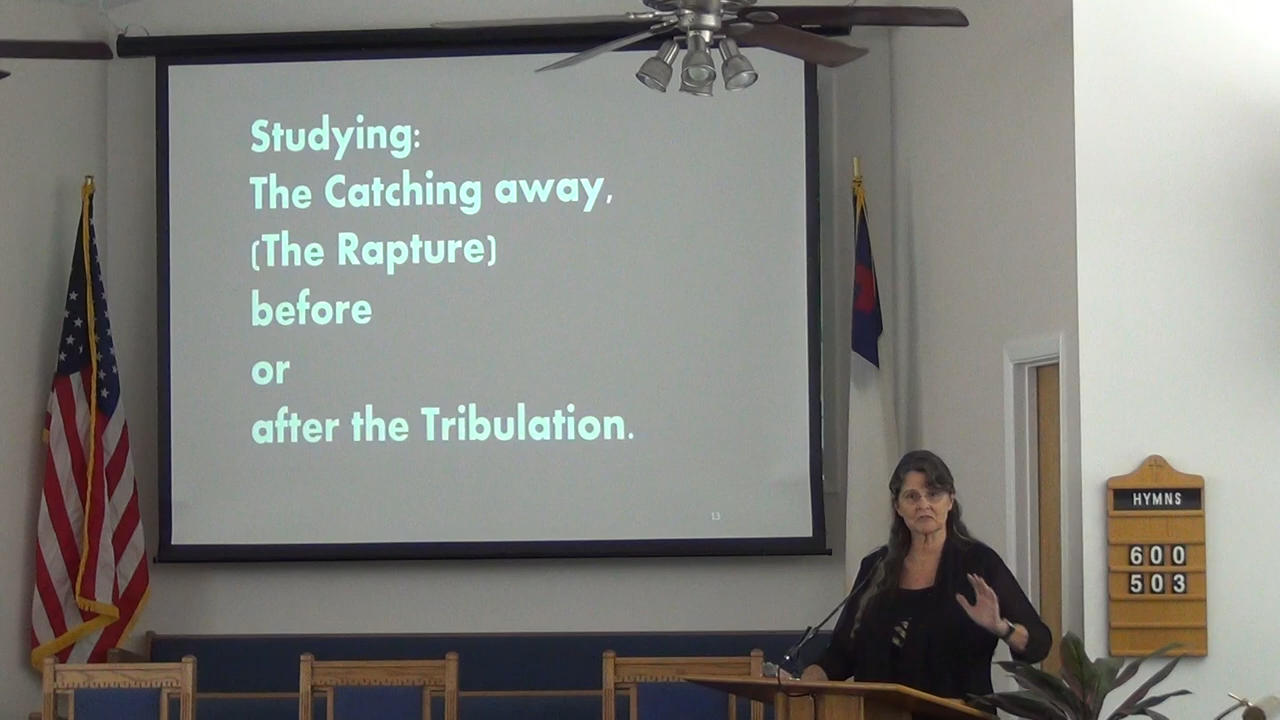 Studying:
The Catching away,
(The Rapture)
before
or
after the Tribulation.
13
HYMNS
600
503